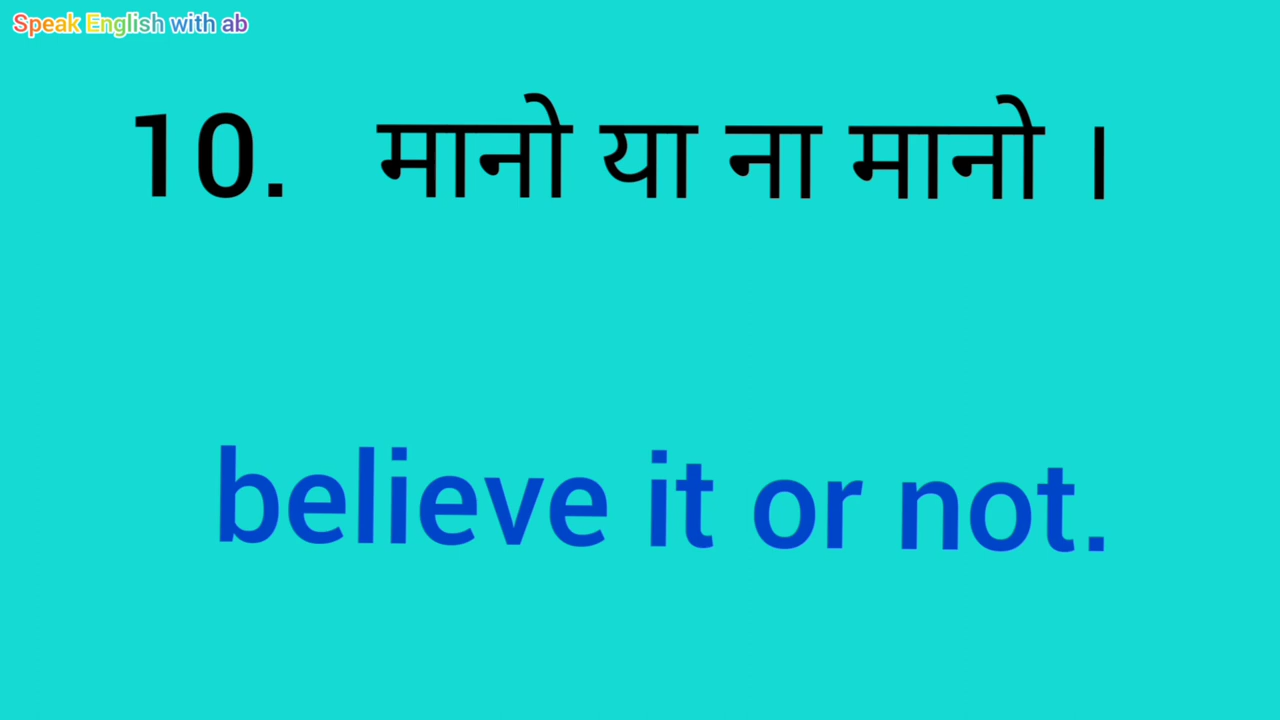 Speak English with ab
10. मानो या ना मानो ।
believe it or not.